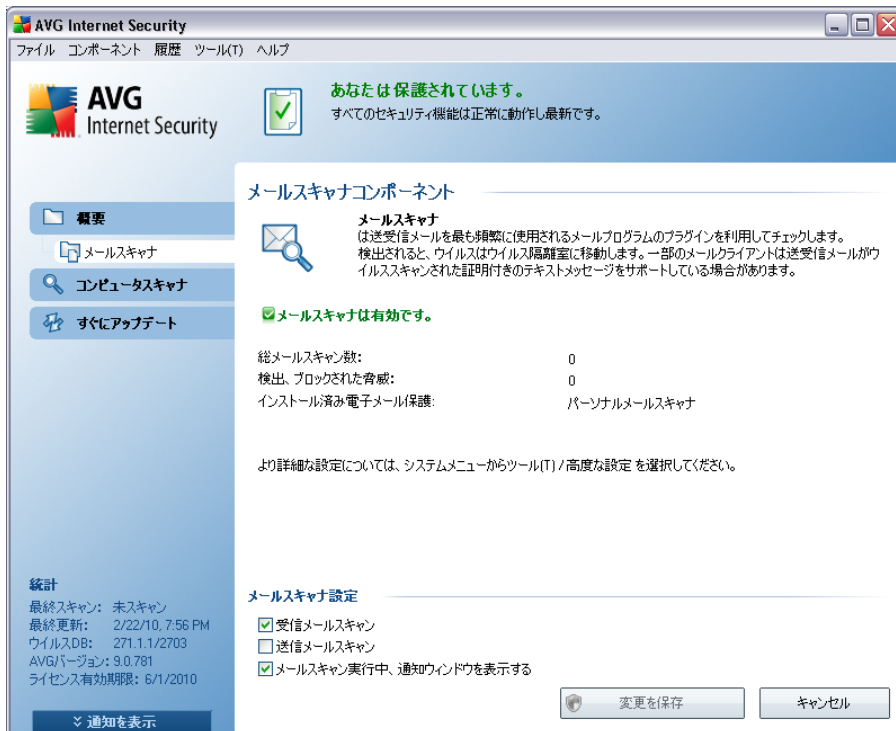 AVG Internet Security
ファイル コンポーネント 履歴 ツール(T) ヘルプ
AVG
Internet Security
あなたは保護されています。
すべてのセキュリティ機能は正常に動作し最新です。
概要
メールスキャナ
コンピュータスキャナ
すぐにアップデート
メールスキャナコンポーネント
メールスキャナ
は送受信メールを最も頻繁に使用されるメールプログラムのプラグインを利用してチェックします。
検出されると、ウイルスはウイルス隔離室に移動します。一部のメールクライアントは送受信メールがウ
イルススキャンされた証明付きのテキストメッセージをサポートしている場合があります。
メールスキャナは有効です。
総メールスキャン数: 0
検出、ブロックされた脅威: 0
インストール済み電子メール保護: パーソナルメールスキャナ
より詳細な設定については、システムメニューからツール(T) / 高度な設定 を選択してください。
統計
最終スキャン: 未スキャン
最終更新: 2/22/10, 7:56 PM
ウイルスDB: 271.1.1/2703
AVGバージョン: 9.0.781
ライセンス有効期限: 6/1/2010
通知を表示
メールスキャナ設定
受信メールスキャン
送信メールスキャン
メールスキャン実行中、通知ウィンドウを表示する
変更を保存 キャンセル